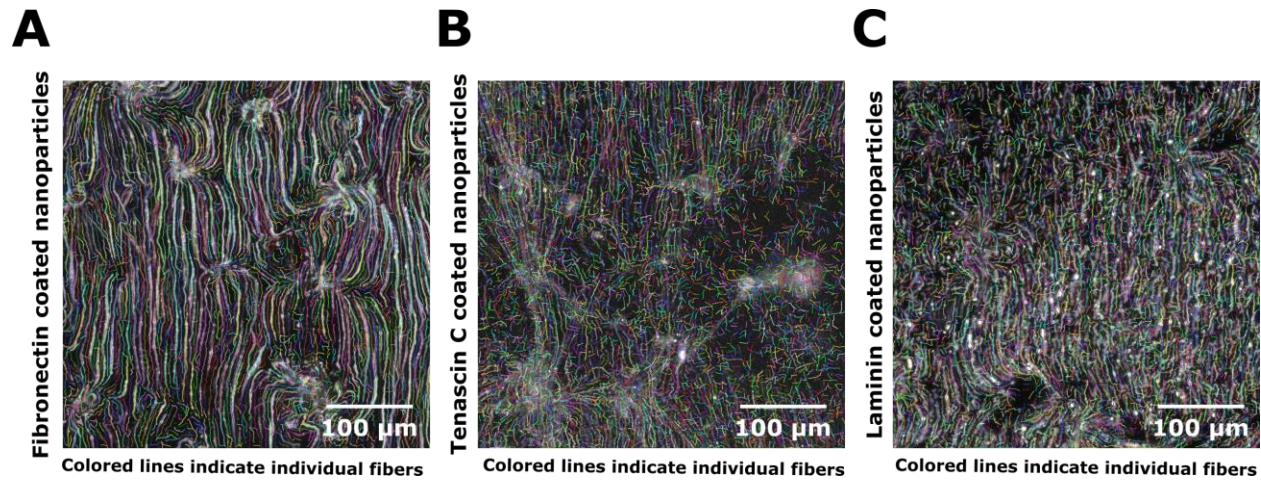 A
B
C
Fibronectin coated nanoparticles
Tenascin C coated nanoparticles
Laminin coated nanoparticles
100 µm
100 µm
100 µm
Colored lines indicate individual fibers
Colored lines indicate individual fibers
Colored lines indicate individual fibers